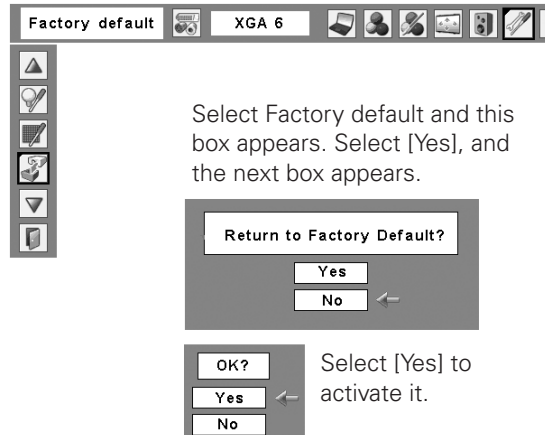 Factory default
XGA 6
Select Factory default and this
box appears. Select [Yes], and
the next box appears.
Return to Factory Default?
Yes
No
OK?
Yes
No
Select [Yes] to
activate it.